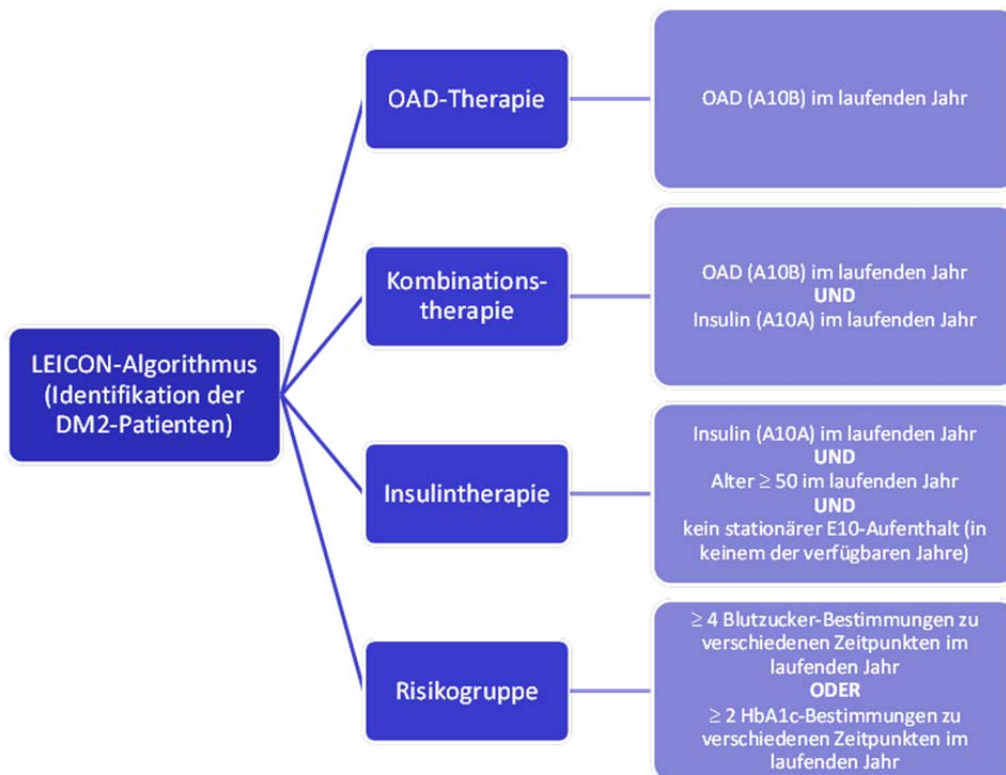 LEICON-Algorithmus
(Identifikation der
DM2-Patienten)
OAD-Therapie
OAD (A10B) im laufenden Jahr
Kombinations-
therapie
OAD (A10B) im laufenden Jahr
UND
Insulin (A10A) im laufenden Jahr
Insulintherapie
Insulin (A10A) im laufenden Jahr
UND
Alter ≥ 50 im laufenden Jahr
UND
kein stationärer E10-Aufenthalt (in
keinem der verfügbaren Jahre)
Risikogruppe
≥ 4 Blutzucker-Bestimmungen zu
verschiedenen Zeitpunkten im
laufenden Jahr
ODER
≥ 2 HbA1c-Bestimmungen zu
verschiedenen Zeitpunkten im
laufenden Jahr